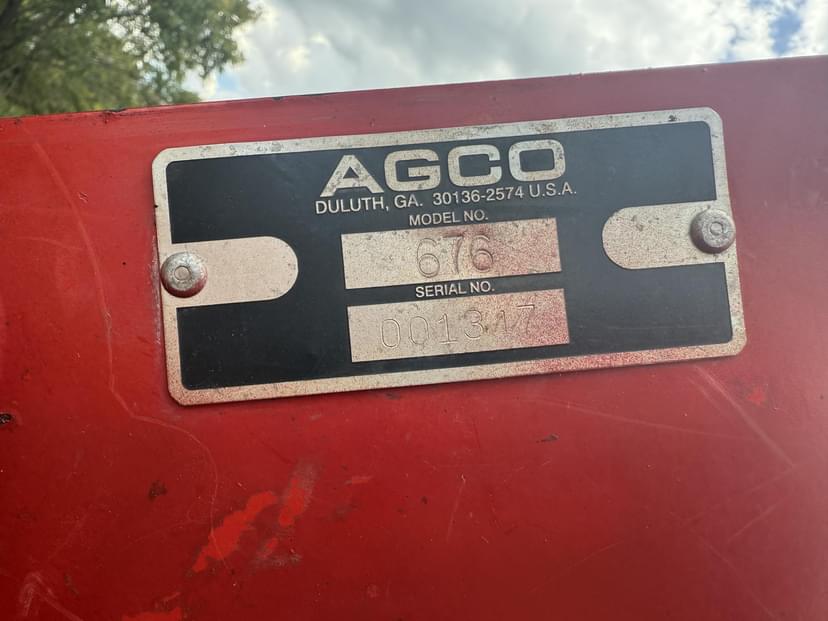 AGCO
DULUTH, GA. 30136-2574 U.S.A.
MODEL NO.
676
SERIAL NO.
001317